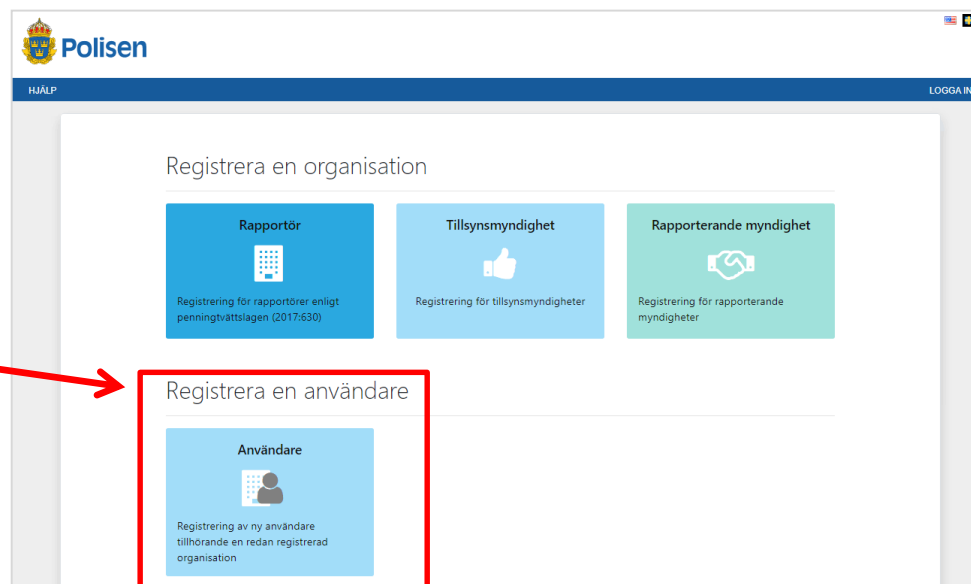 Polisen
HJÄLP
LOGGA IN
Registrera en organisation
Rapportör
Registrering för rapportörer enligt
penningtvättslagen (2017:630)
Tillsynsmyndighet
Registrering för tillsynsmyndigheter
Rapporterande myndighet
Registrering för rapporterande
myndigheter
Registrera en användare
Användare
Registrering av ny användare
tillhörande en redan registrerad
organisation